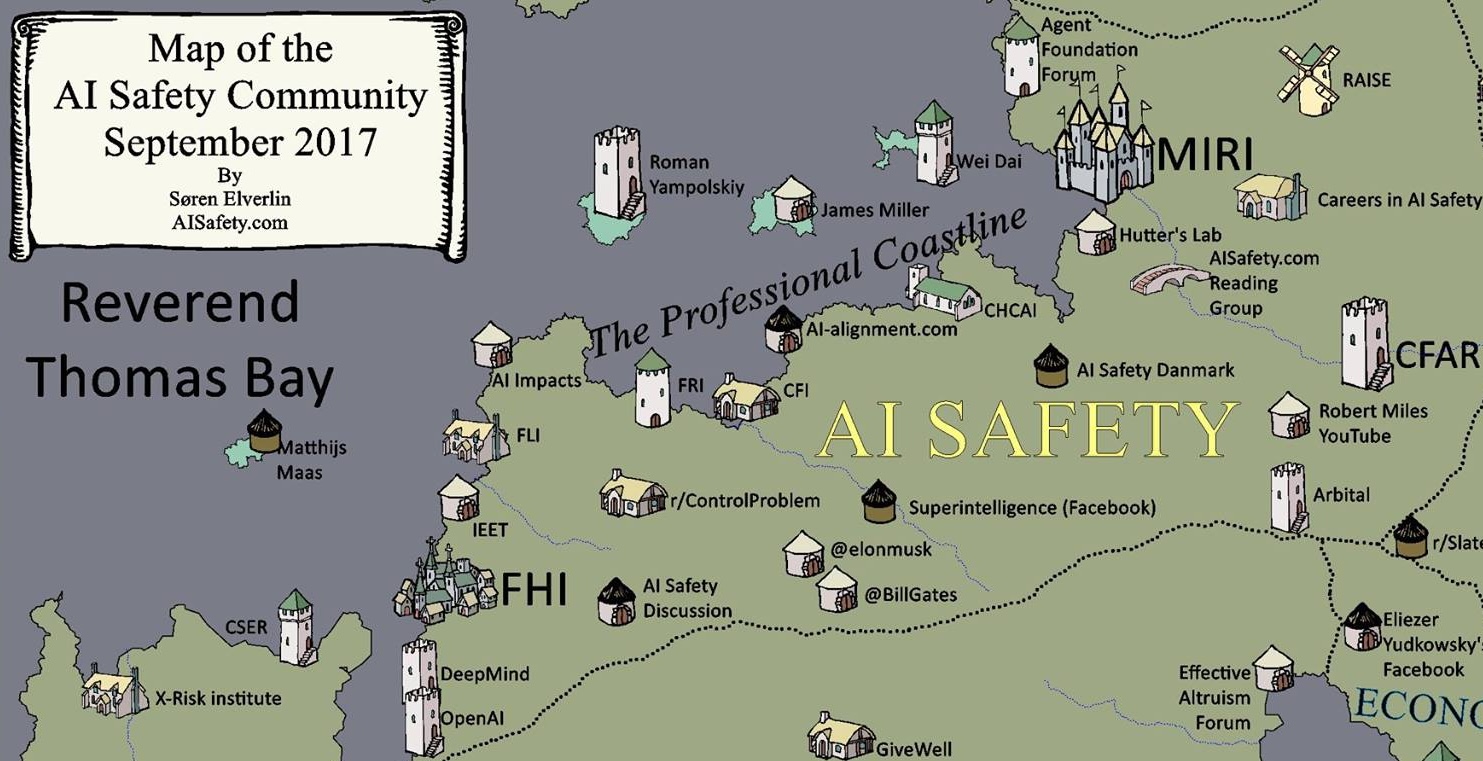 Map of the
AI Safety Community
September 2017
By
Søren Elverlin
AISafety.com
Agent
Foundation
Forum
RAISE
MIRI
Roman
Yampolskiy
Wei Dai
James Miller
Careers in AI Safety
Hutter's Lab
The Professional Coastline
AISafety.com
Reading
Group
Reverend
Thomas Bay
CHCAI
AI-alignment.com
CFAR
AI Impacts
FRI
CFI
AI Safety Danmark
AI SAFETY
Robert Miles
YouTube
FLI
Matthijs
Maas
r/ControlProblem
Superintelligence (Facebook)
Arbital
IEET
@elonmusk
r/Slate
FHI
AI Safety
Discussion
@BillGates
CSER
Eliezer
Yudkowsky's
Facebook
DeepMind
X-Risk institute
OpenAI
Effective
Altruism
Forum
ECONO
GiveWell